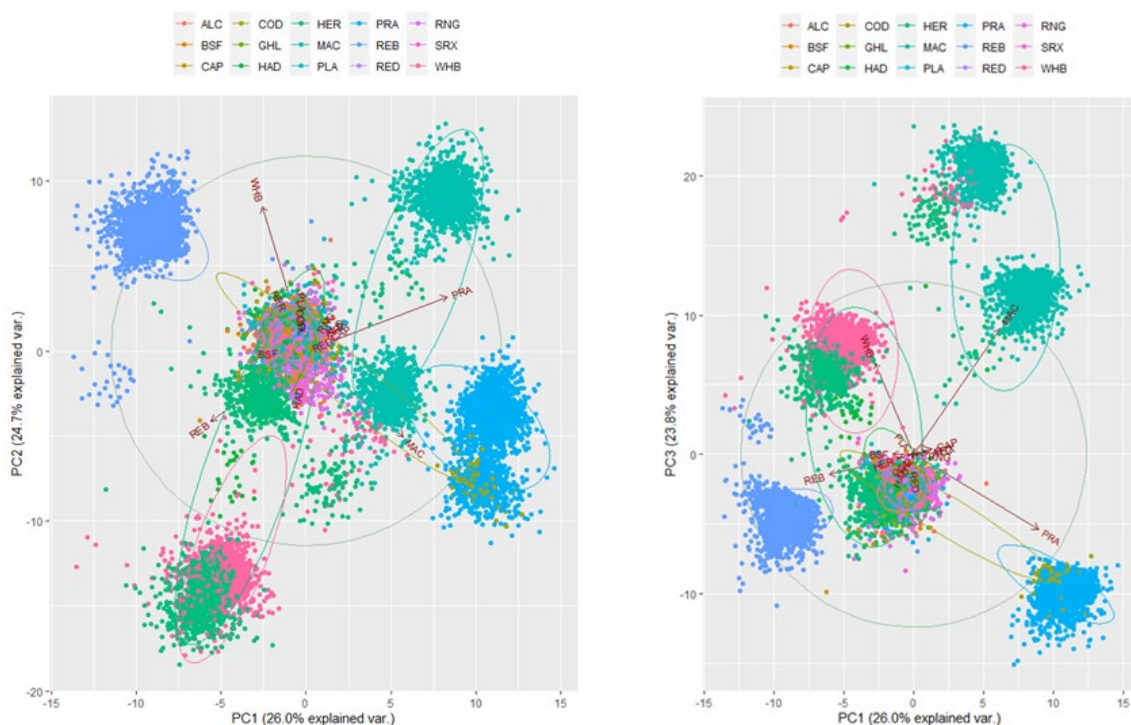 ALC COD HER PRA RNG
BSF GHL MAC REB SRX
CAP HAD PLA RED WHB
PC2 (24.7% explained var.)
10
0
-10
-20
WHB
PRA
BSF
HAD
REB
MAC
-15 -10 -5 0 5 10 15
PC1 (26.0% explained var.)
ALC COD HER PRA RNG
BSF GHL MAC REB SRX
CAP HAD PLA RED WHB
PC3 (23.8% explained var.)
20
10
0
-10
MAC
WHB
CAP
BSF
HER
REB
PRA
-15 -10 -5 0 5 10 15
PC1 (26.0% explained var.)